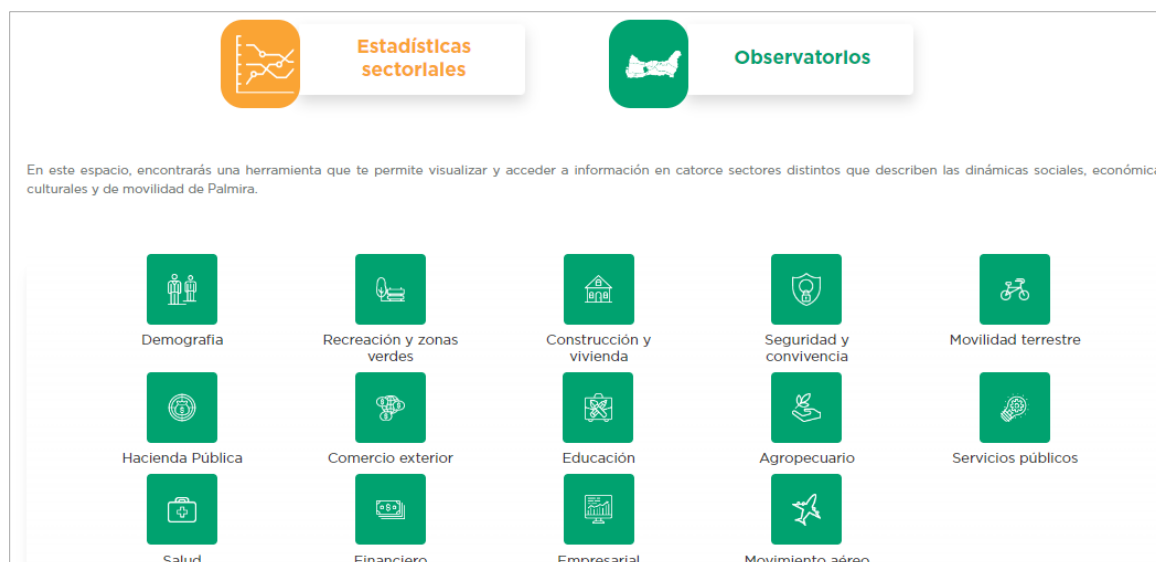 Estadísticas
sectoriales
Observatorios
En este espacio, encontrarás una herramienta que te permite visualizar y acceder a información en catorce sectores distintos que describen las dinámicas sociales, económica
culturales y de movilidad de Palmira.
Demografia
Recreación y zonas
verdes
Construcción y
vivienda
Seguridad y
convivencia
Movilidad terrestre
Hacienda Pública
Comercio exterior
Educación
Agropecuario
Servicios públicos
Salud
Financiero
Empresarial
Movimiento aéreo